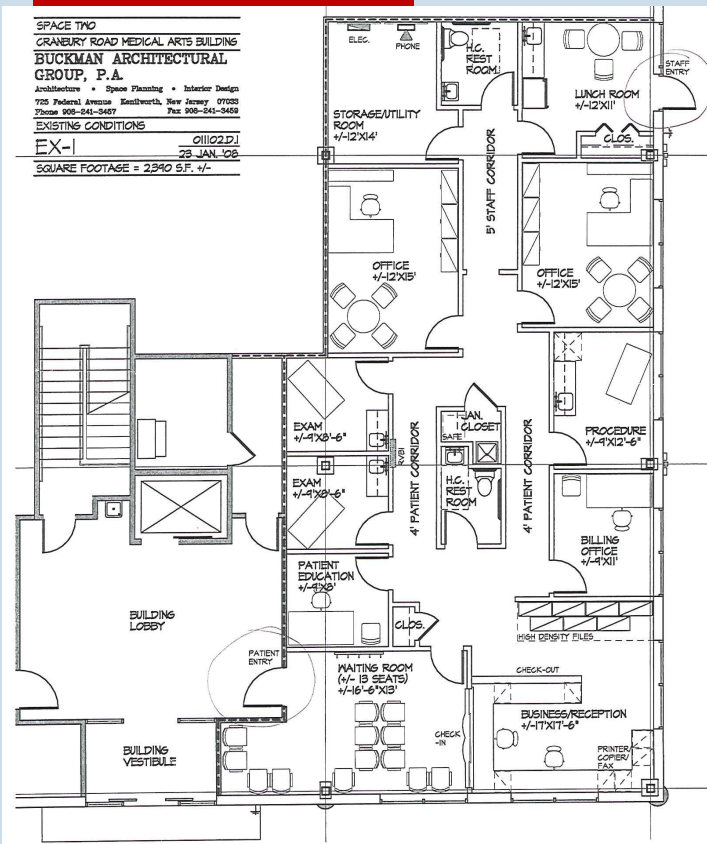 SPACE TWO
CRANBURY ROAD MEDICAL ARTS BUILDING
BUCKMAN ARCHITECTURAL
GROUP, P.A.
Architecture • Space Planning • Interior Design
725 Federal Avenue Kenilworth, New Jersey 07033
Phone 908-241-3457 Fax 908-241-3459
EXISTING CONDITIONS
EX-1
011102.D.1
23 JAN. '08
SQUARE FOOTAGE = 2,390 S.F. +/-
ELEC.
PHONE
H.C.
REST
ROOM
LUNCH ROOM
+/-12'X11'
STAFF
ENTRY
STORAGE/UTILITY
ROOM
+/-12'X14'
CLOS.
5' STAFF CORRIDOR
OFFICE
+/-12'X15'
OFFICE
+/-12'X15'
EXAM
+/-9'X8'-6"
JAN.
CLOSET
SAFE
PROCEDURE
+/-9'X12'-6"
RVBI
4' PATIENT CORRIDOR
4' PATIENT CORRIDOR
EXAM
+/-9'X8'-6"
H.C.
REST
ROOM
BILLING
OFFICE
+/-9'X11'
PATIENT
EDUCATION
+/-9'X8'
BUILDING
LOBBY
CLOS.
HIGH DENSITY FILES
PATIENT
ENTRY
WAITING ROOM
(+/- 13 SEATS)
+/-16'-6"X13'
CHECK-OUT
BUSINESS/RECEPTION
+/-17'X17'-6"
CHECK
-IN
PRINTER/
COPIER/
FAX
BUILDING
VESTIBULE